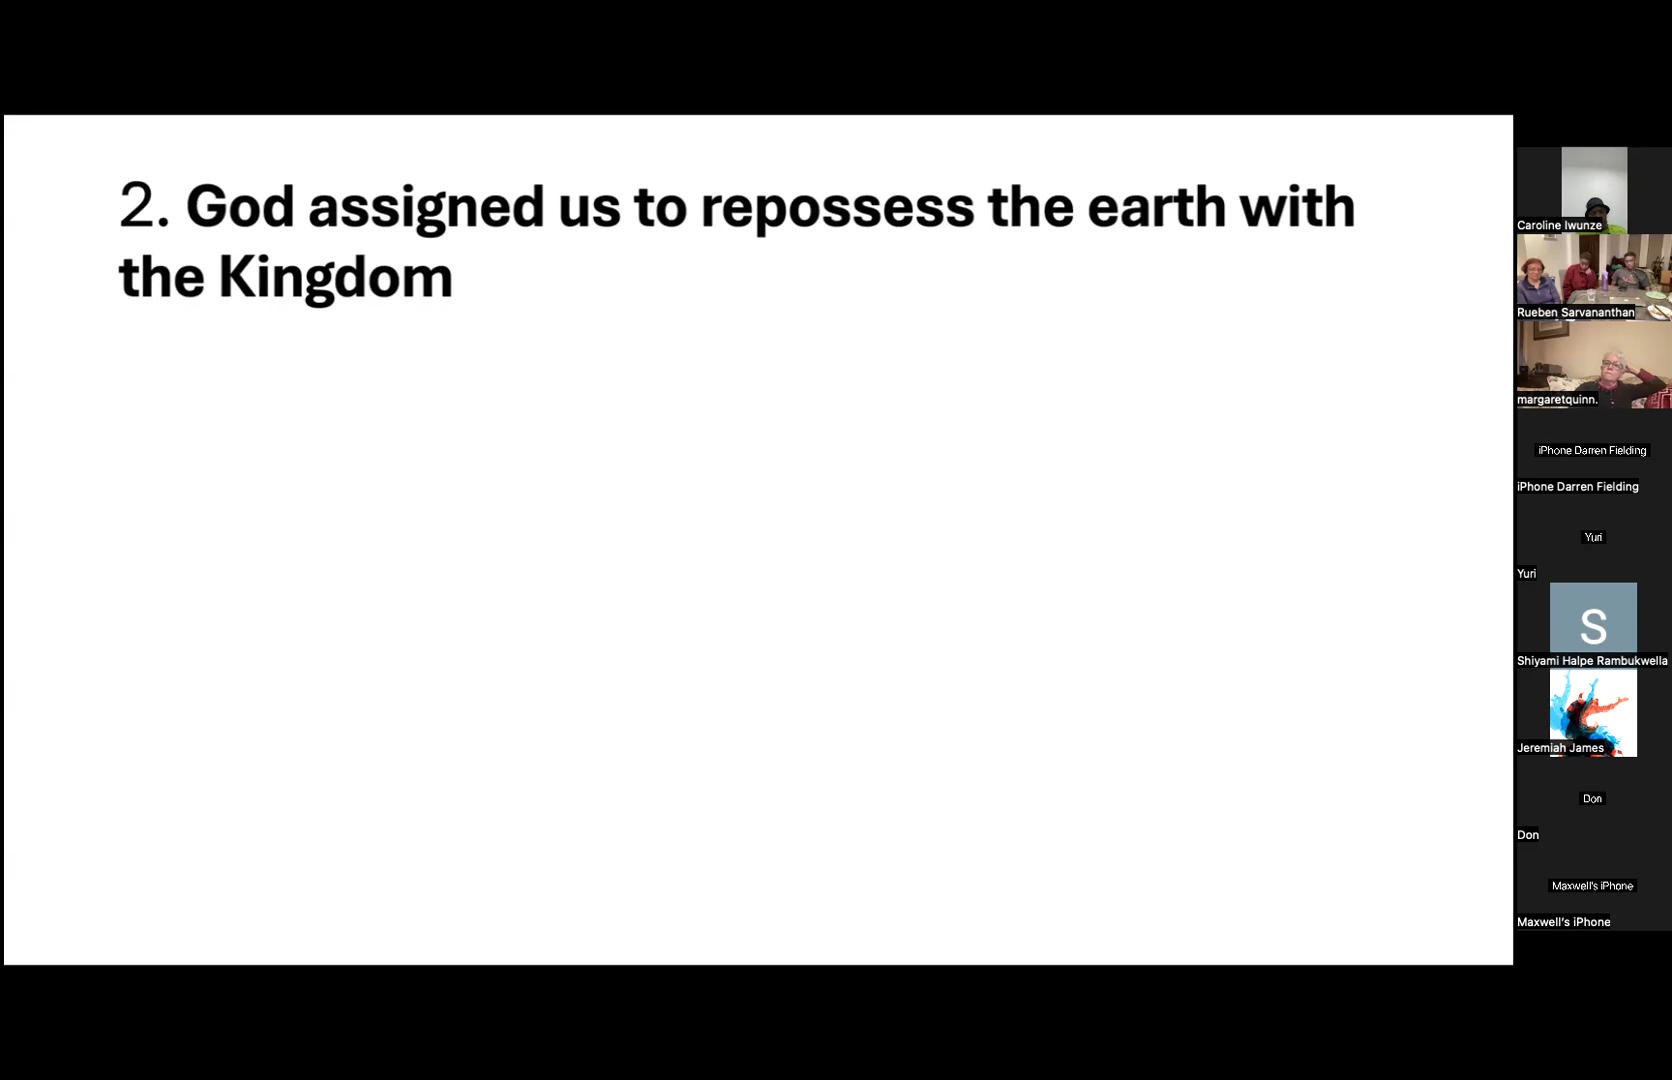 2. God assigned us to repossess the earth with
the Kingdom
Caroline Iwunze
Rueben Sarvananthan
margaretquinn.
iPhone Darren Fielding
iPhone Darren Fielding
Yuri
Yuri
S
Shiyami Halpe Rambukwella
Jeremiah James
Don
Don
Maxwell's iPhone
Maxwell's iPhone